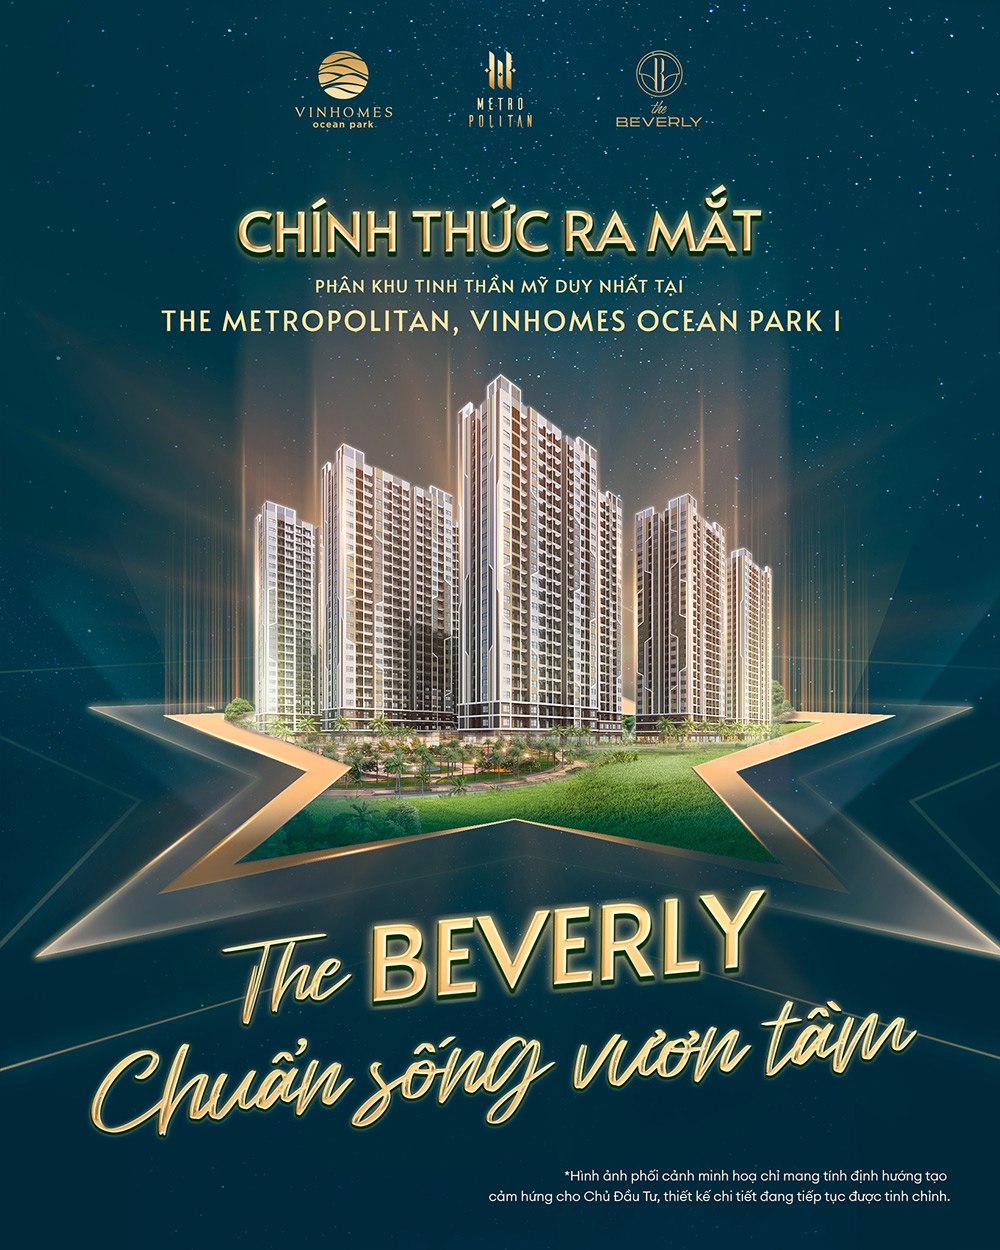 VINHOMES
ocean park
METRO
POLITAN
the
BEVERLY
CHÍNH THỨC RA MẮT
PHÂN KHU TINH THẦN MỸ DUY NHẤT TẠI
THE METROPOLITAN, VINHOMES OCEAN PARK 1
The BEVERLY
Chuẩn sống vươn tầm
*Hình ảnh phối cảnh minh hoạ chỉ mang tính định hướng tạo
cảm hứng cho Chủ Đầu Tư, thiết kế chi tiết đang tiếp tục được tinh chỉnh.